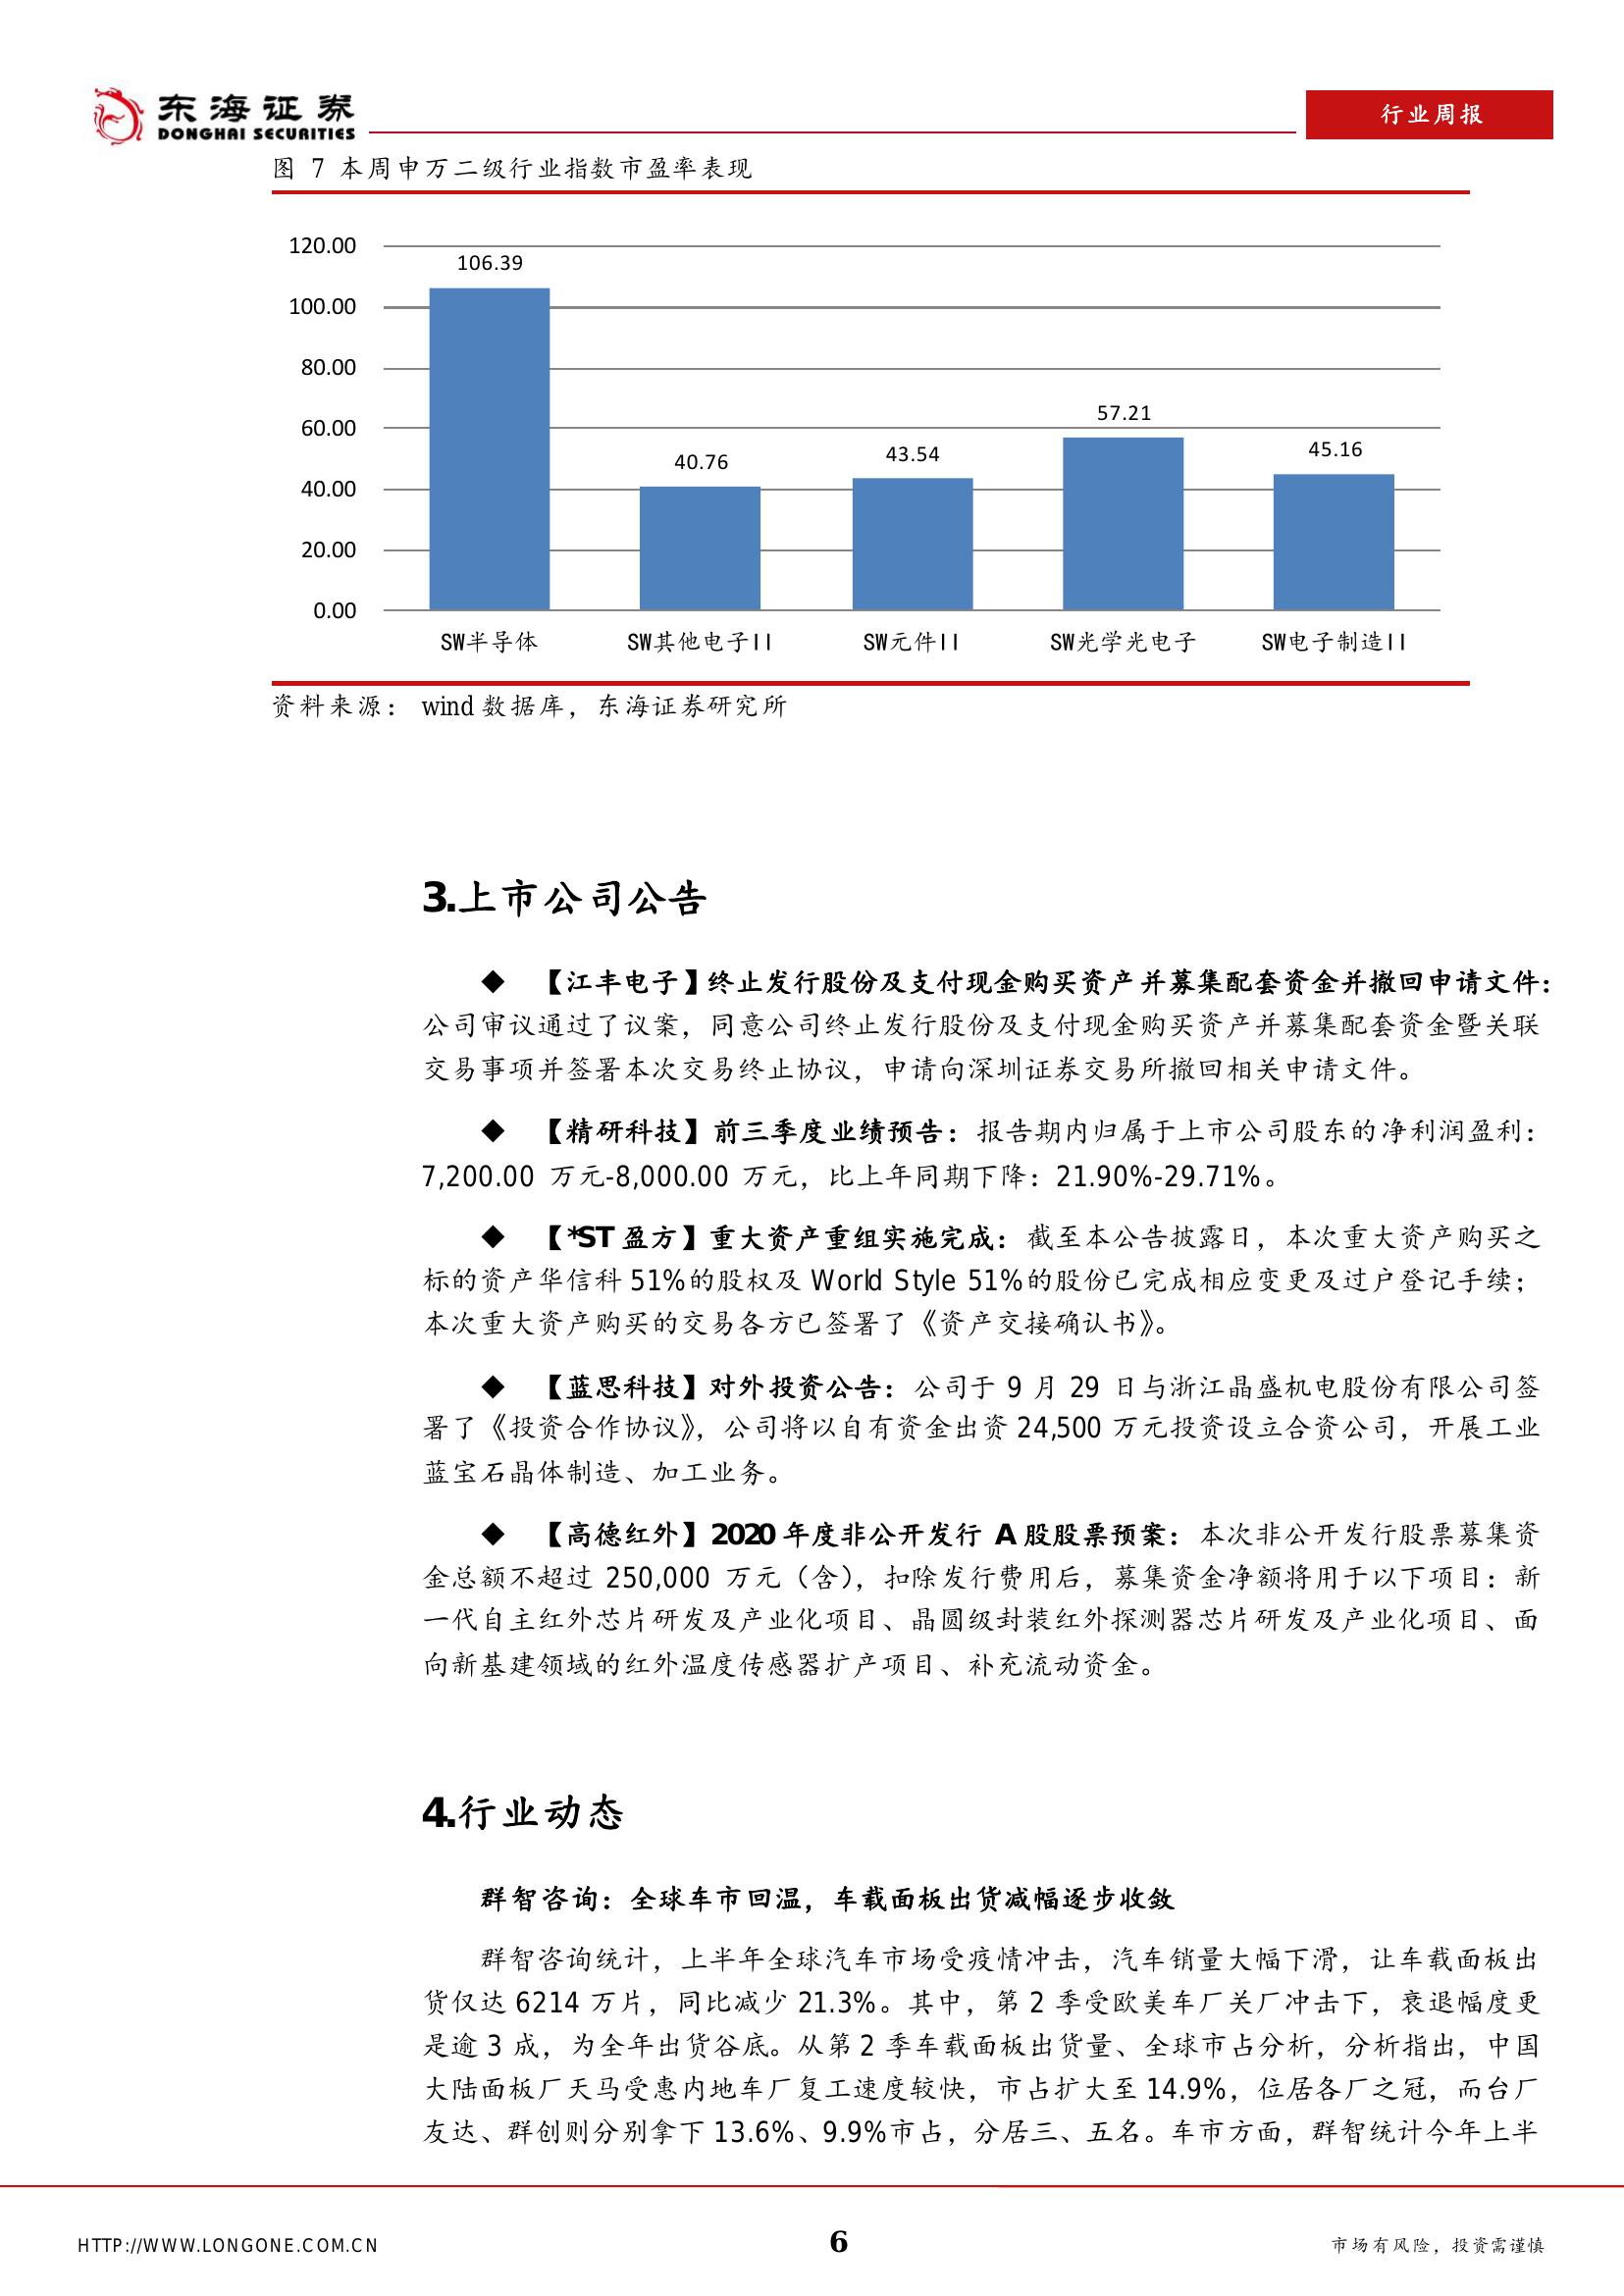 东海证券
DONGHAI SECURITIES
行业周报
图 7 本周申万二级行业指数市盈率表现
120.00
100.00
80.00
60.00
40.00
20.00
0.00
106.39
40.76
43.54
57.21
45.16
SW半导体
SW其他电子II
SW元件II
SW光学光电子
SW电子制造II
资料来源： wind 数据库，东海证券研究所
3.上市公司公告
◆ 【江丰电子】终止发行股份及支付现金购买资产并募集配套资金并撤回申请文件：
公司审议通过了议案，同意公司终止发行股份及支付现金购买资产并募集配套资金暨关联
交易事项并签署本次交易终止协议，申请向深圳证券交易所撤回相关申请文件。
◆ 【精研科技】前三季度业绩预告：报告期内归属于上市公司股东的净利润盈利：
7,200.00 万元-8,000.00 万元，比上年同期下降：21.90%-29.71%。
◆ 【*ST 盈方】重大资产重组实施完成：截至本公告披露日，本次重大资产购买之
标的资产华信科 51%的股权及 World Style 51%的股份已完成相应变更及过户登记手续；
本次重大资产购买的交易各方已签署了《资产交接确认书》。
◆ 【蓝思科技】对外投资公告：公司于 9 月 29 日与浙江晶盛机电股份有限公司签
署了《投资合作协议》，公司将以自有资金出资 24,500 万元投资设立合资公司，开展工业
蓝宝石晶体制造、加工业务。
◆ 【高德红外】2020 年度非公开发行 A 股股票预案：本次非公开发行股票募集资
金总额不超过 250,000 万元（含），扣除发行费用后，募集资金净额将用于以下项目：新
一代自主红外芯片研发及产业化项目、晶圆级封装红外探测器芯片研发及产业化项目、面
向新基建领域的红外温度传感器扩产项目、补充流动资金。
4.行业动态
群智咨询：全球车市回温，车载面板出货减幅逐步收敛
群智咨询统计，上半年全球汽车市场受疫情冲击，汽车销量大幅下滑，让车载面板出
货仅达 6214 万片，同比减少 21.3%。其中，第 2 季受欧美车厂关厂冲击下，衰退幅度更
是逾 3 成，为全年出货谷底。从第 2 季车载面板出货量、全球市占分析，分析指出，中国
大陆面板厂天马受惠内地车厂复工速度较快，市占扩大至 14.9%，位居各厂之冠，而台厂
友达、群创则分别拿下 13.6%、9.9%市占，分居三、五名。车市方面，群智统计今年上半
HTTP://WWW.LONGONE.COM.CN
6
市场有风险，投资需谨慎